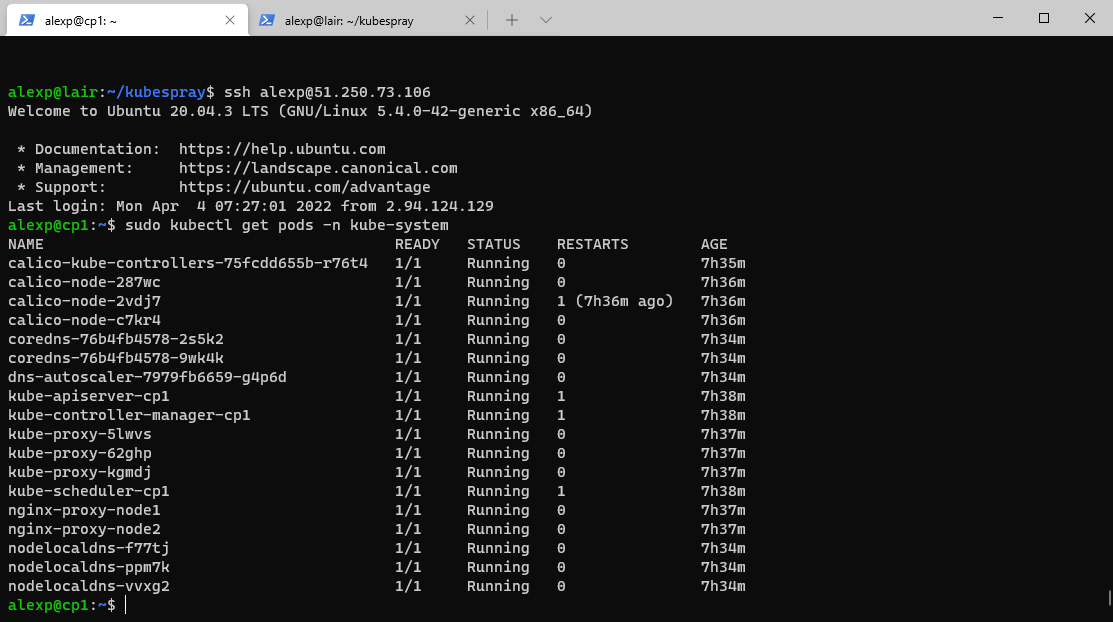 alexp@cp1: ~
alexp@lair: ~/kubespray
alexp@lair:~/kubespray$ ssh alexp@51.250.73.106
Welcome to Ubuntu 20.04.3 LTS (GNU/Linux 5.4.0-42-generic x86_64)
* Documentation:  https://help.ubuntu.com
* Management:     https://landscape.canonical.com
* Support:        https://ubuntu.com/advantage
Last login: Mon Apr  4 07:27:01 2022 from 2.94.124.129
alexp@cp1:~$ sudo kubectl get pods -n kube-system
NAME                                       READY   STATUS    RESTARTS        AGE
calico-kube-controllers-75fcdd655b-r76t4   1/1     Running   0               7h35m
calico-node-287wc                          1/1     Running   0               7h36m
calico-node-2vdj7                          1/1     Running   1 (7h36m ago)   7h36m
calico-node-c7kr4                          1/1     Running   0               7h36m
coredns-76b4fb4578-2s5k2                   1/1     Running   0               7h34m
coredns-76b4fb4578-9wk4k                   1/1     Running   0               7h34m
dns-autoscaler-7979fb6659-g4p6d            1/1     Running   0               7h34m
kube-apiserver-cp1                         1/1     Running   1               7h38m
kube-controller-manager-cp1                1/1     Running   1               7h38m
kube-proxy-5lwvs                           1/1     Running   0               7h37m
kube-proxy-62ghp                           1/1     Running   0               7h37m
kube-proxy-kgmdj                           1/1     Running   0               7h37m
kube-scheduler-cp1                         1/1     Running   1               7h38m
nginx-proxy-node1                          1/1     Running   0               7h37m
nginx-proxy-node2                          1/1     Running   0               7h37m
nodelocaldns-f77tj                         1/1     Running   0               7h34m
nodelocaldns-ppm7k                         1/1     Running   0               7h34m
nodelocaldns-vvxg2                         1/1     Running   0               7h34m
alexp@cp1:~$